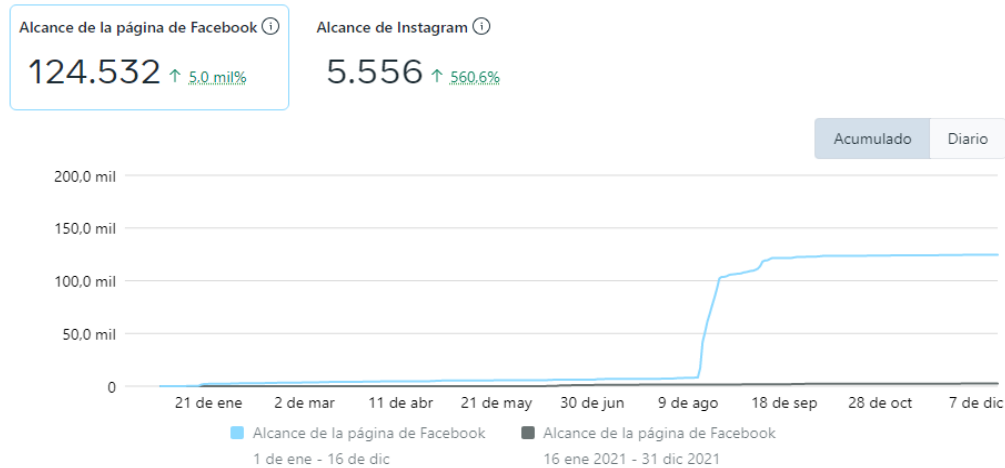 Alcance de la página de Facebook
Alcance de Instagram
124.532 ↑ 5,0 mil%
5.556 ↑ 560,6%
Acumulado
Diario
200,0 mil
150,0 mil
100,0 mil
50,0 mil
0
21 de ene
2 de mar
11 de abr
21 de may
30 de jun
9 de ago
18 de sep
28 de oct
7 de dic
Alcance de la página de Facebook
1 de ene - 16 de dic
Alcance de la página de Facebook
16 ene 2021 - 31 dic 2021